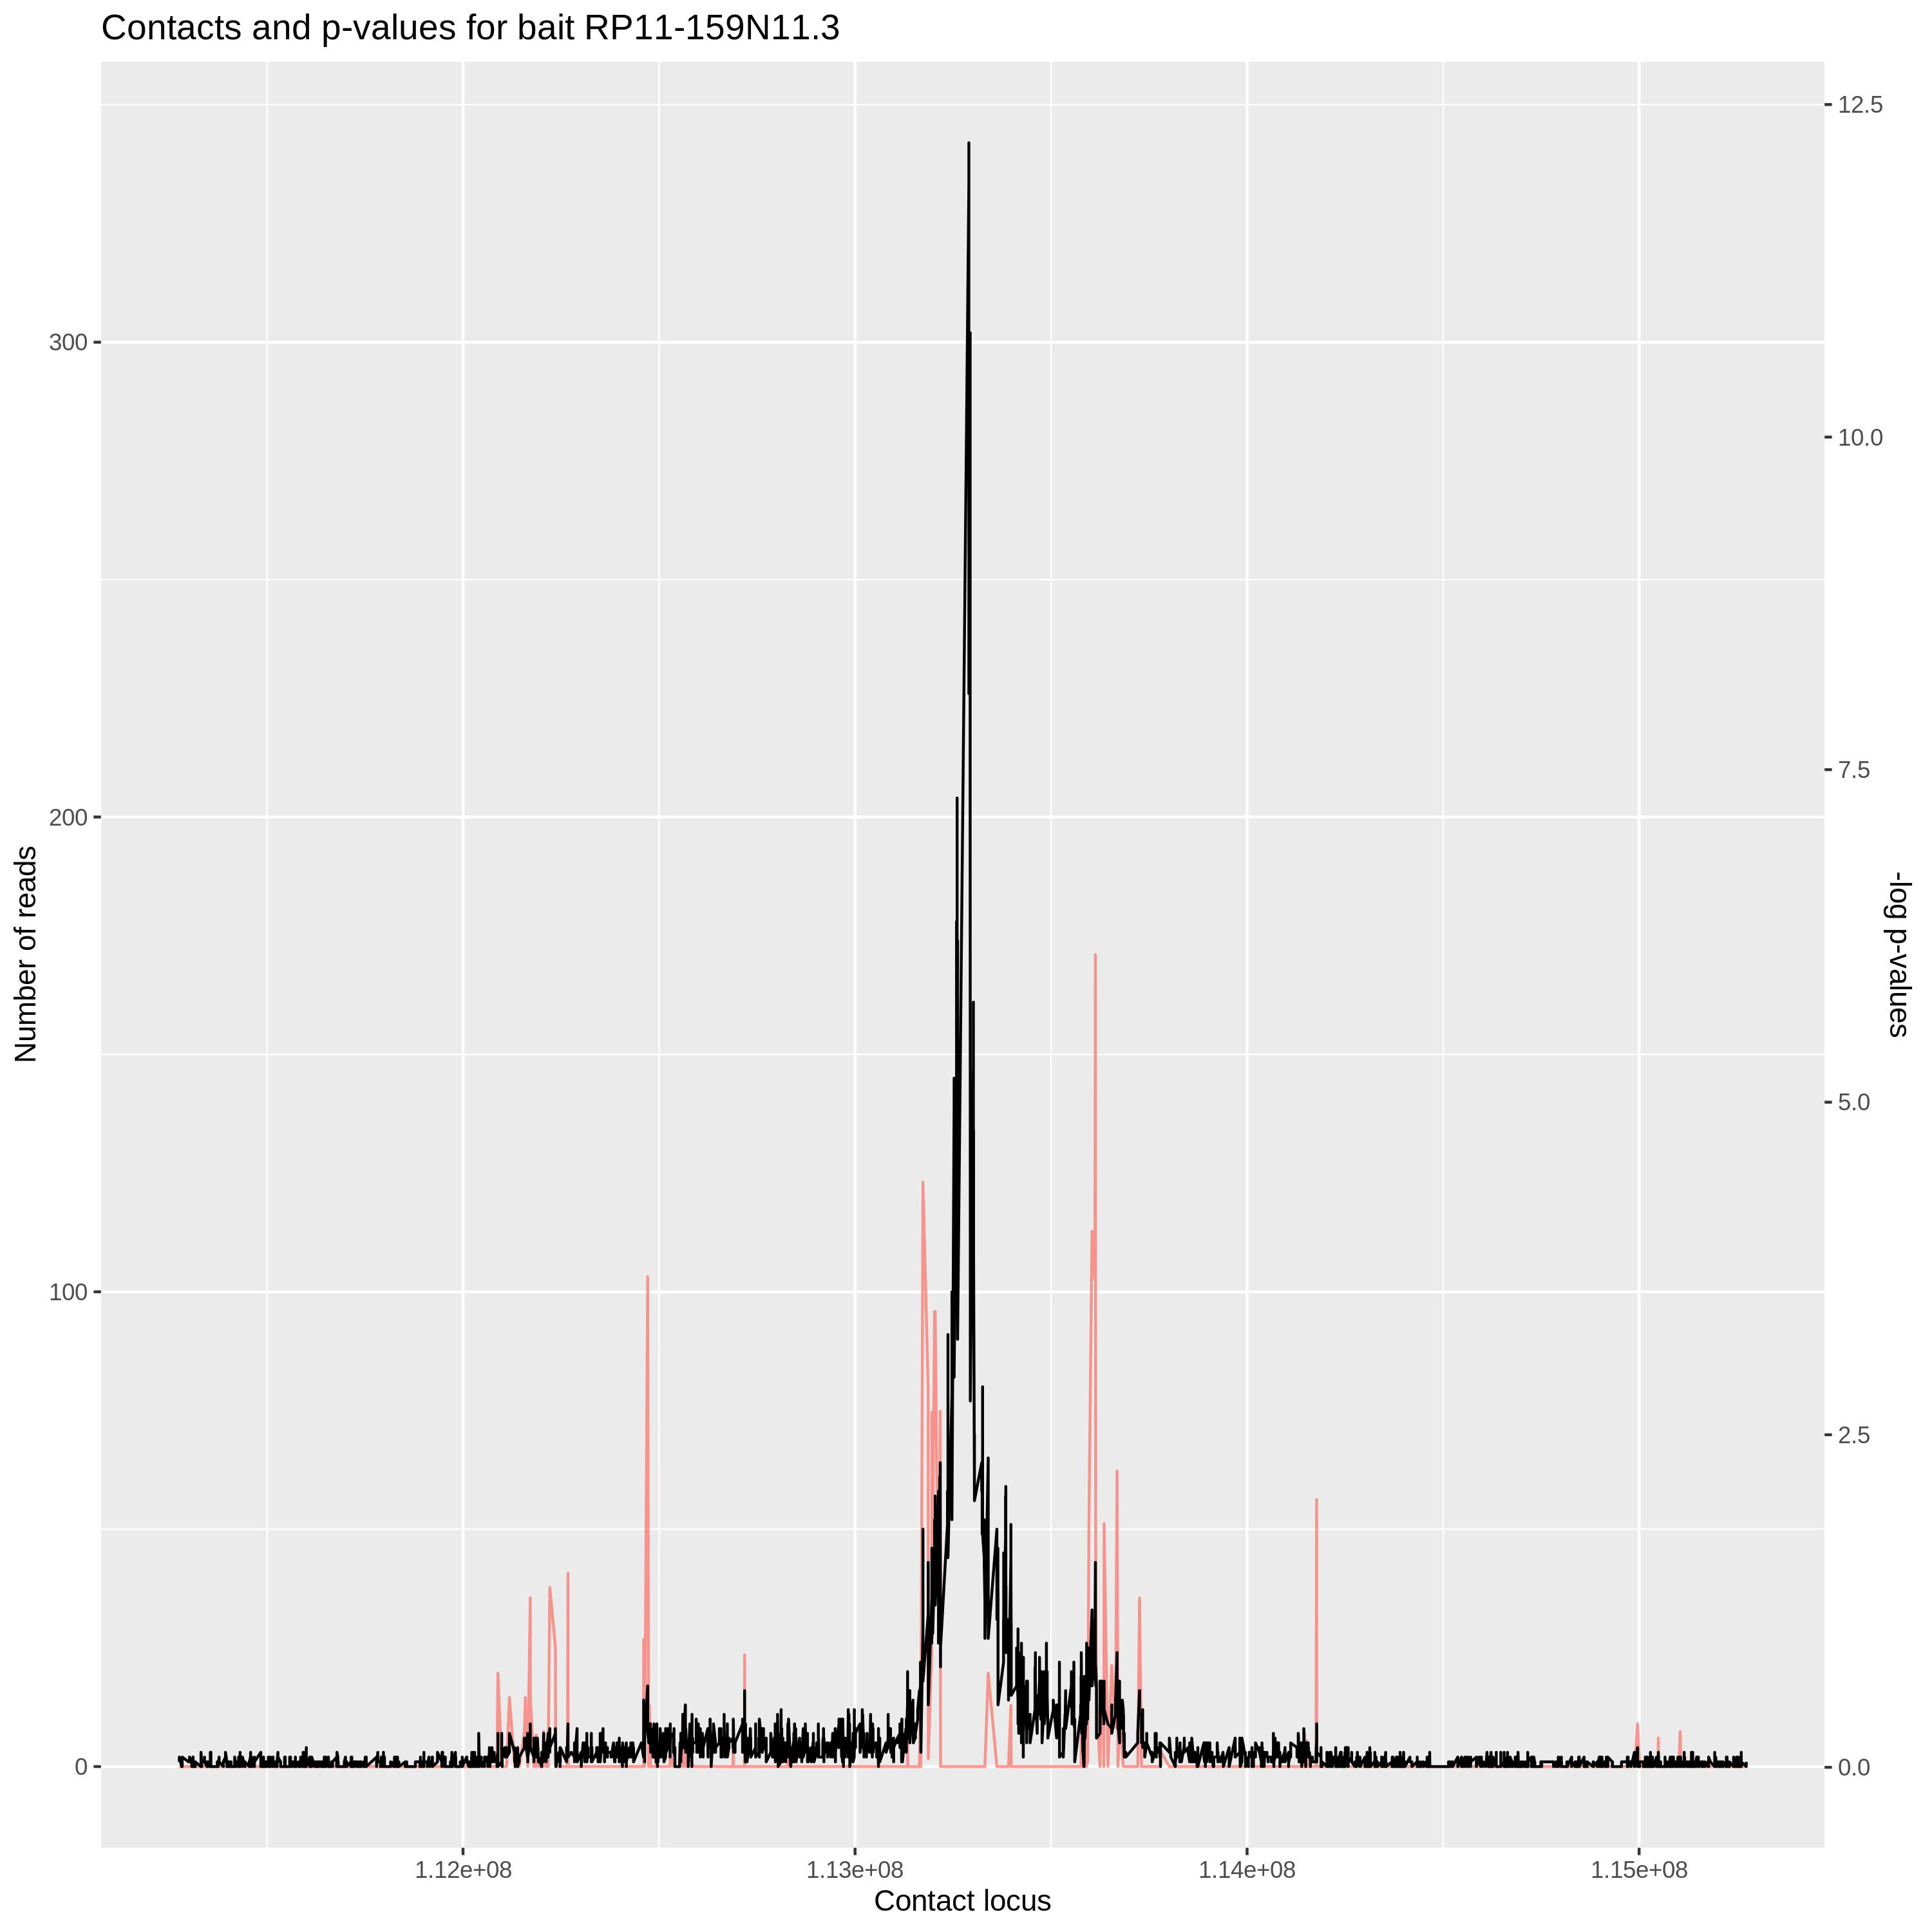 Contacts and p-values for bait RP11-159N11.3
Number of reads
300
200
100
0
12.5
10.0
7.5
5.0
2.5
0.0
-log p-values
1.12e+08
1.13e+08
1.14e+08
1.15e+08
Contact locus